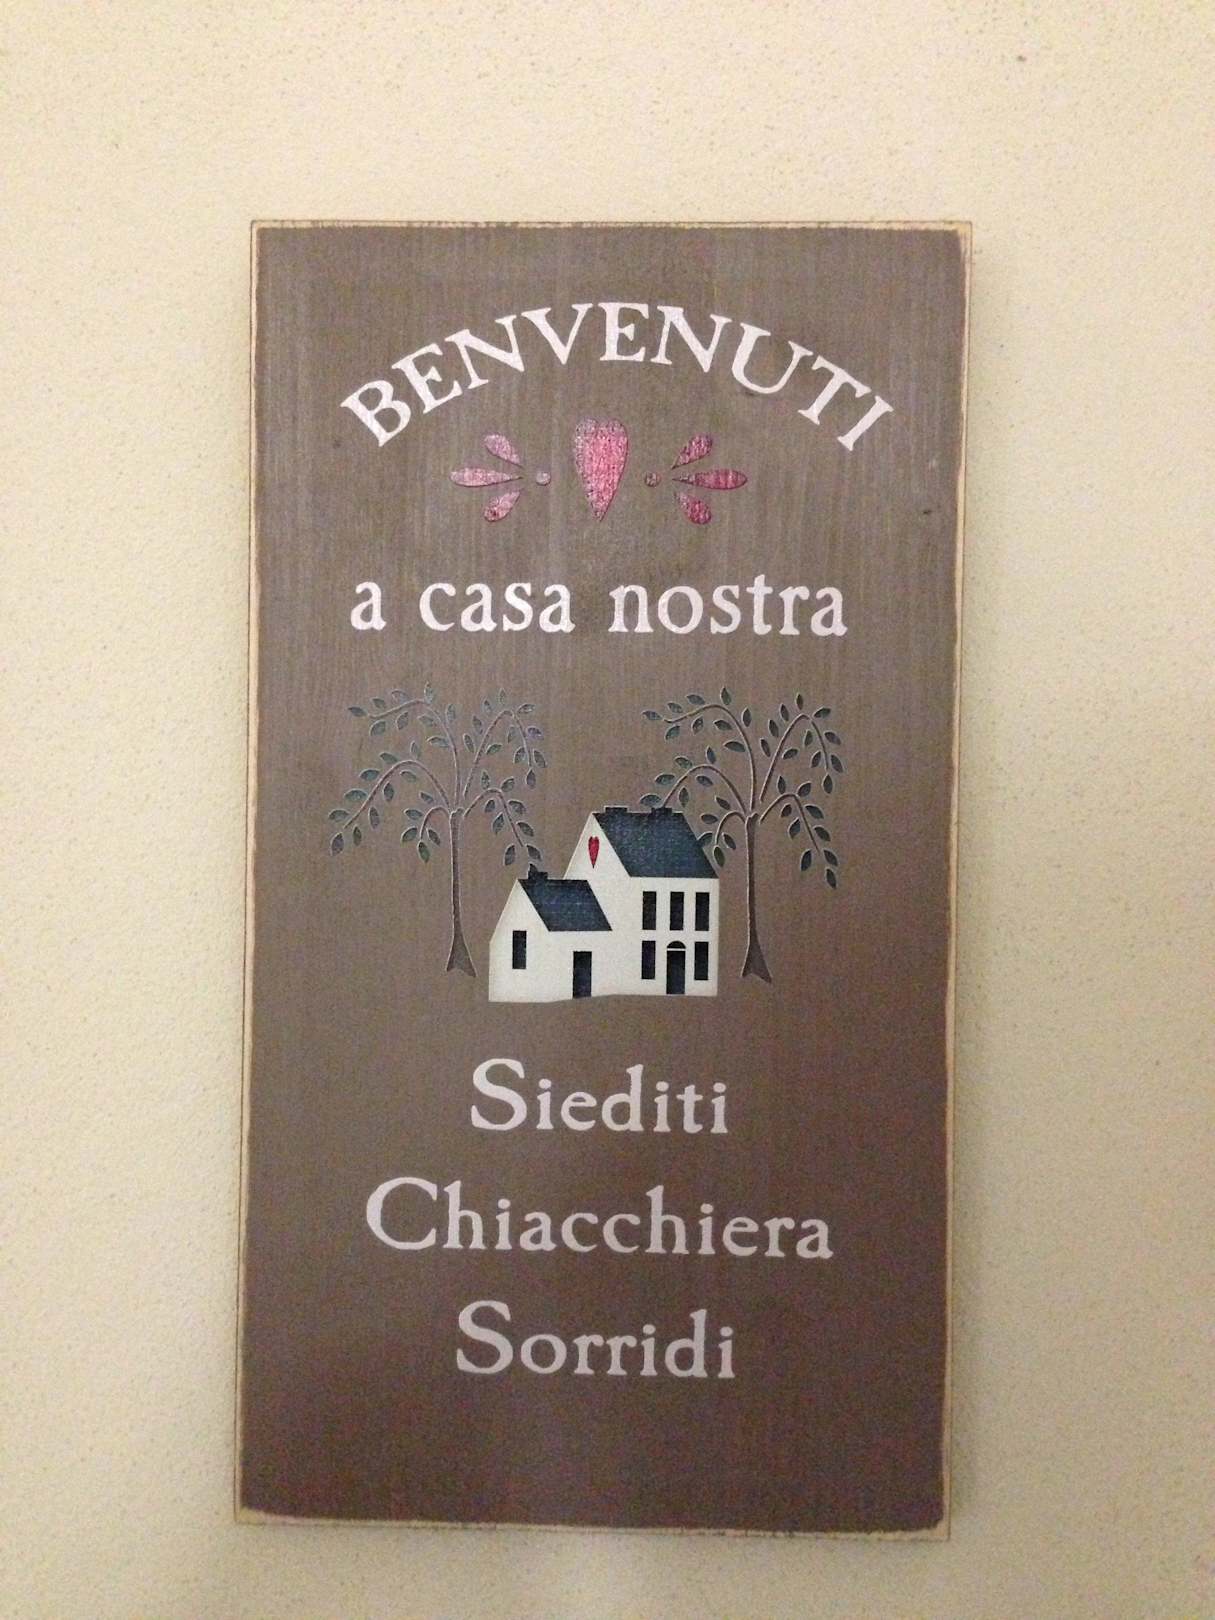 BENVENUTI
a casa nostra
Siediti
Chiacchiera
Sorridi